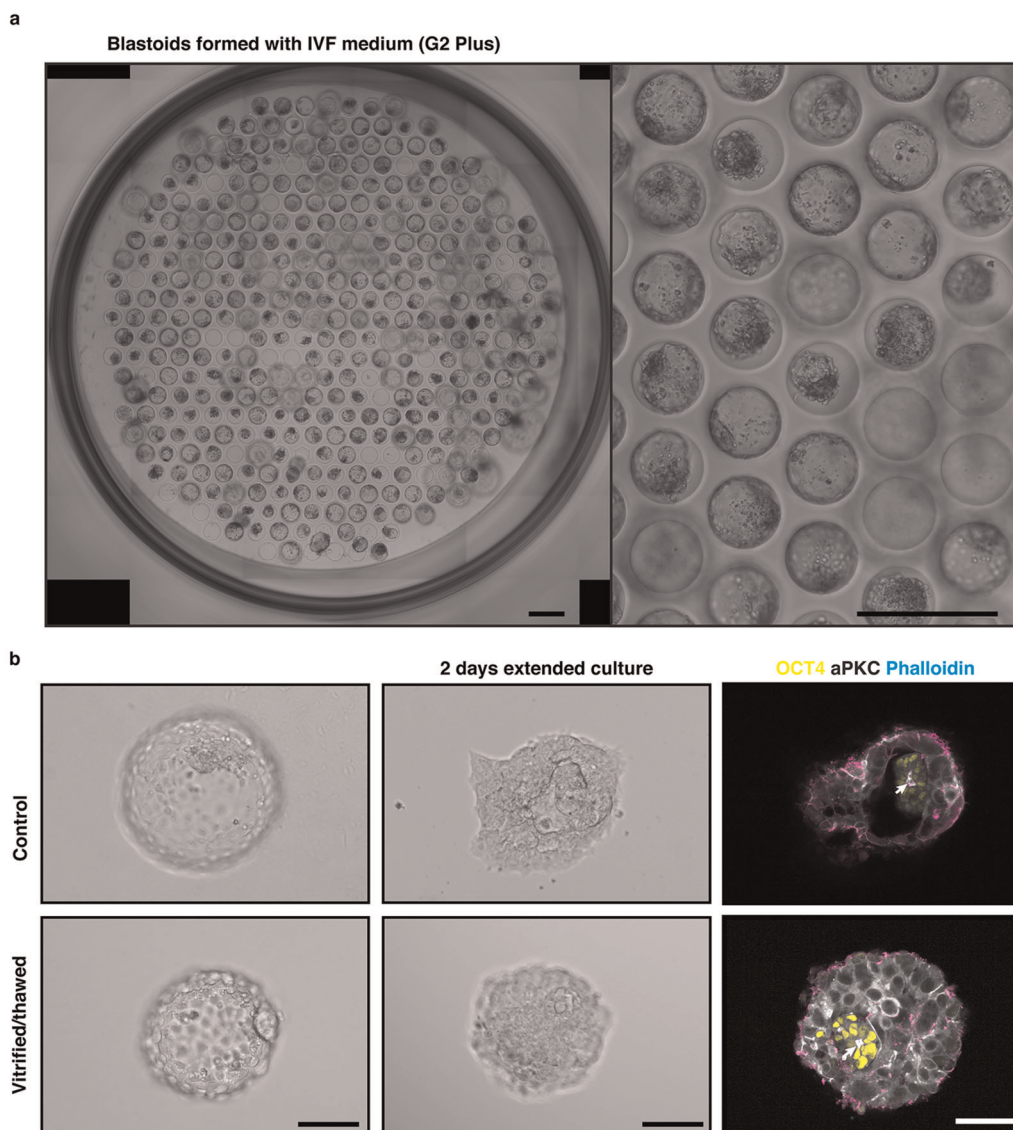 a
Blastoids formed with IVF medium (G2 Plus)
b
2 days extended culture
OCT4 aPKC Phalloidin
Control
Vitrified/thawed